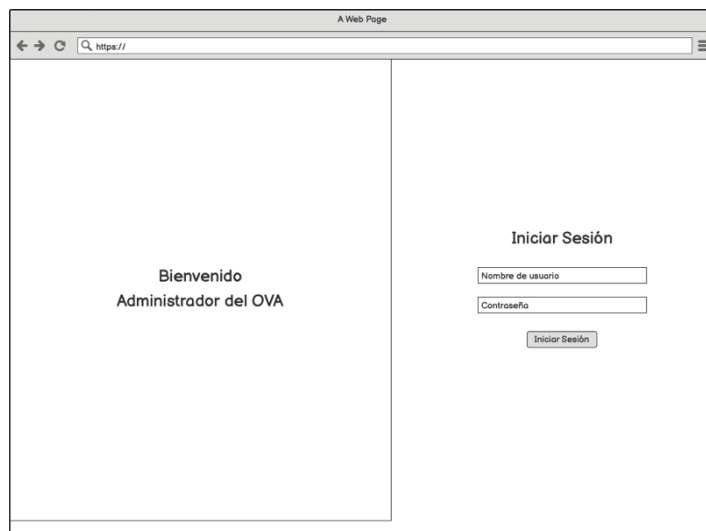 A Web Page
https://
Bienvenido
Administrador del OVA
Iniciar Sesión
Nombre de usuario
Contraseña
Iniciar Sesión